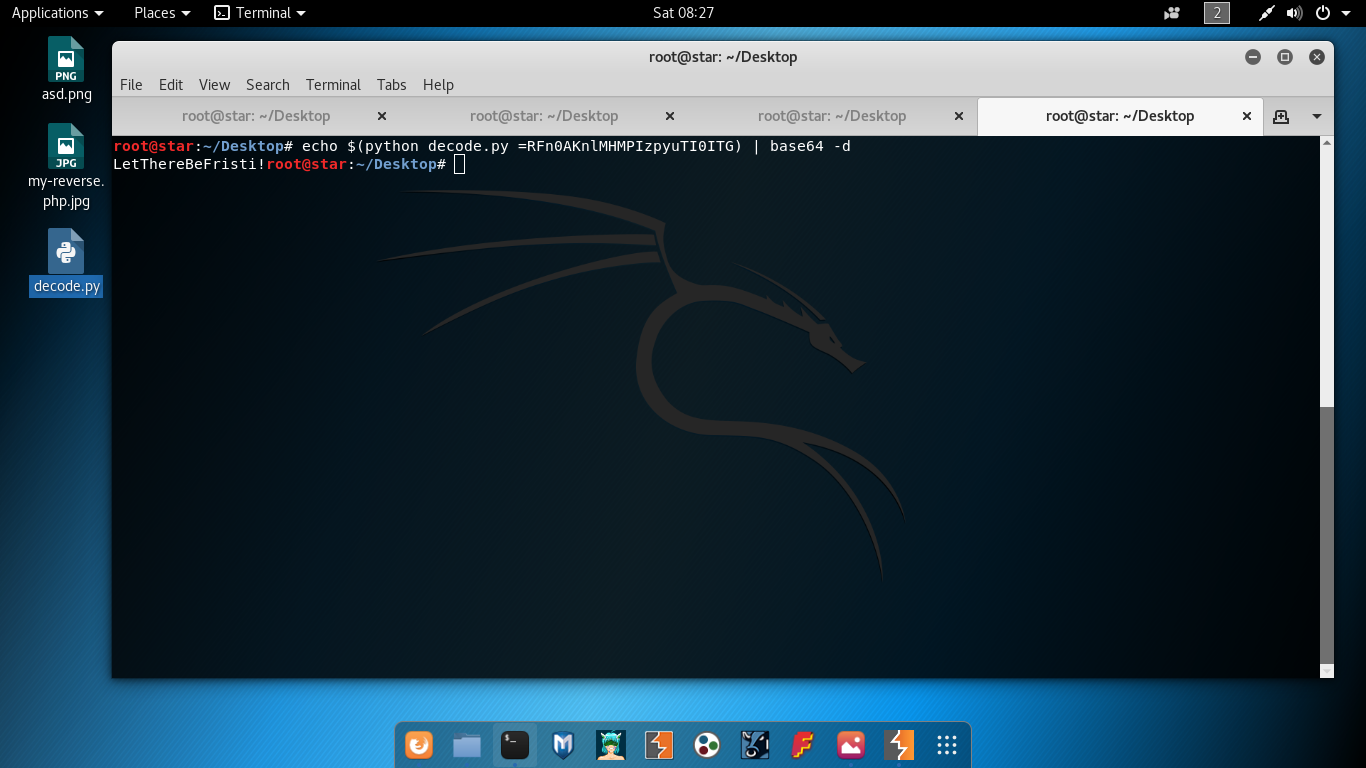 Applications Places Terminal Sat 08:27 2
PNG
asd.png
JPG
my-reverse.
php.jpg
decode.py
root@star: ~/Desktop
File Edit View Search Terminal Tabs Help
root@star: ~/Desktop root@star: ~/Desktop root@star: ~/Desktop root@star: ~/Desktop
root@star:~/Desktop# echo $(python decode.py =RFn0AKnlMHMPIzpyuTI0ITG) | base64 -d
LetThereBeFristi!root@star:~/Desktop#
$_